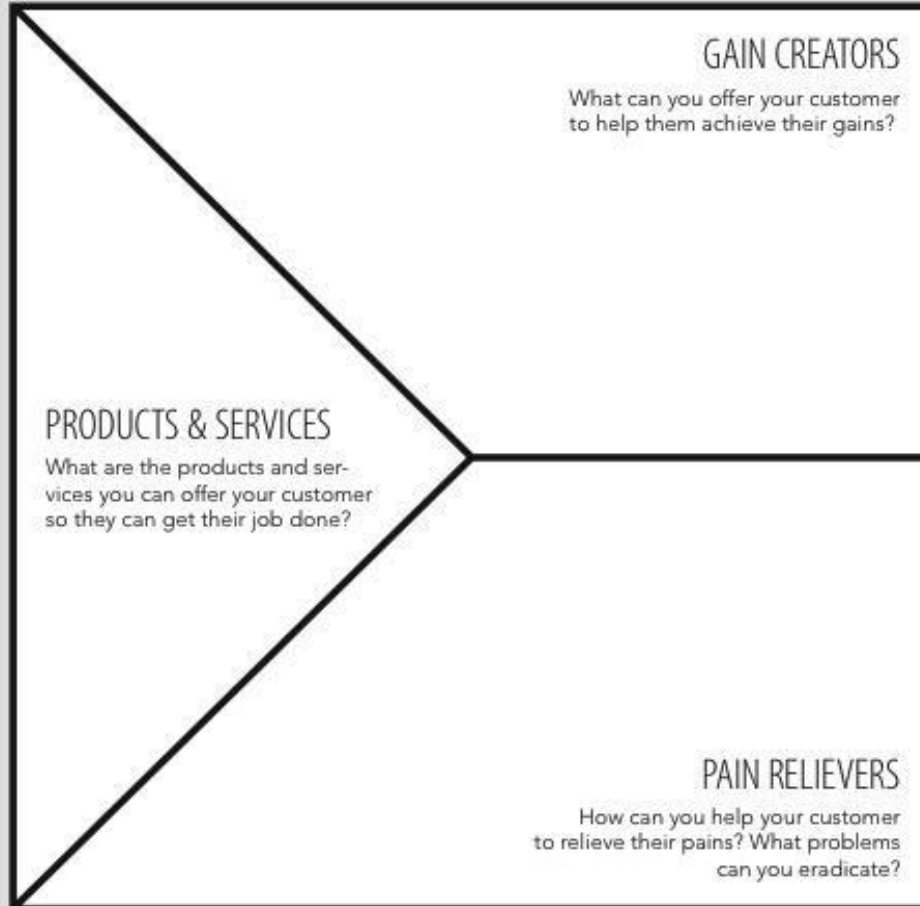 GAIN CREATORS
What can you offer your customer
to help them achieve their gains?
PRODUCTS & SERVICES
What are the products and ser-
vices you can offer your customer
so they can get their job done?
PAIN RELIEVERS
How can you help your customer
to relieve their pains? What problems
can you eradicate?